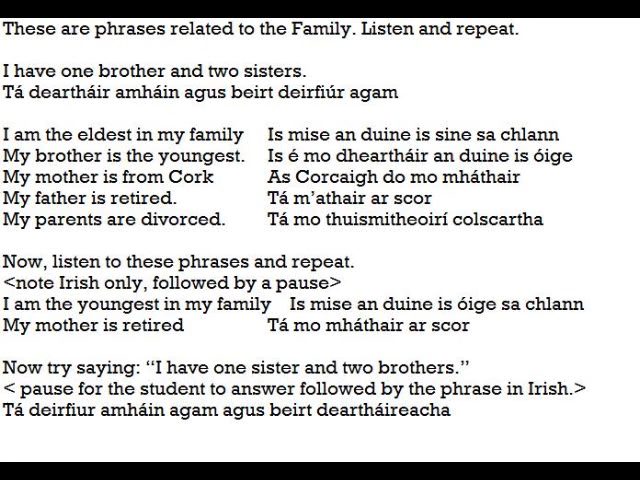 These are phrases related to the Family. Listen and repeat.
I have one brother and two sisters.
Tá deartháir amháin agus beirt deirfiúr agam
I am the eldest in my family Is mise an duine is sine sa chlann
My brother is the youngest. Is é mo dheartháir an duine is óige
My mother is from Cork As Corcaigh do mo mháthair
My father is retired. Tá m'athair ar scor
My parents are divorced. Tá mo thuismitheoirí colscartha
Now, listen to these phrases and repeat.
<note Irish only, followed by a pause>
I am the youngest in my family Is mise an duine is óige sa chlann
My mother is retired Tá mo mháthair ar scor
Now try saying: “I have one sister and two brothers.”
< pause for the student to answer followed by the phrase in Irish.>
Tá deirfiur amháin agam agus beirt deartháireacha